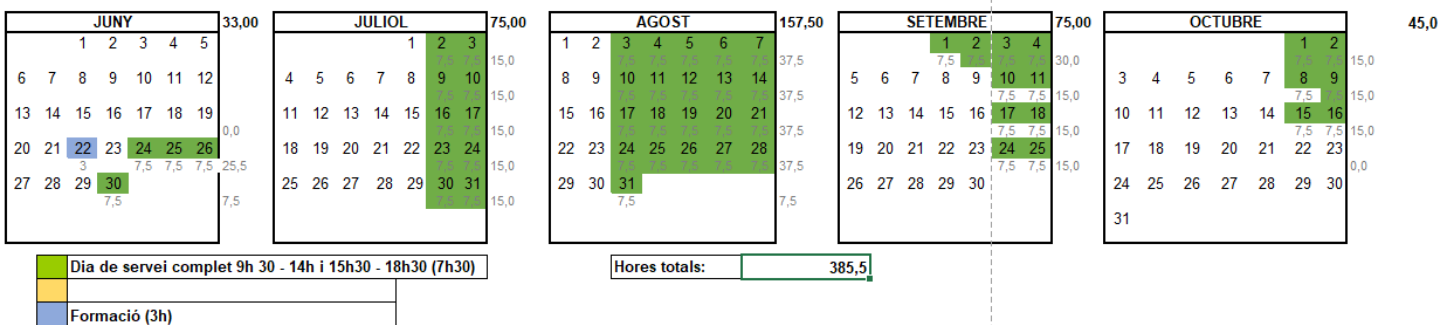 JUNY 33,00
1 2 3 4 5
6 7 8 9 10 11 12
13 14 15 16 17 18 19
0,0
20 21 22 23 24 25 26
3 7,5 7,5 7,5 25,5
27 28 29 30
7,5 7,5
JULIOL 75,00
1 2 3
7,5 7,5 15,0
4 5 6 7 8 9 10
7,5 7,5 15,0
11 12 13 14 15 16 17
7,5 7,5 15,0
18 19 20 21 22 23 24
7,5 7,5 15,0
25 26 27 28 29 30 31
7,5 7,5 15,0
AGOST 157,50
1 2 3 4 5 6 7
7,5 7,5 7,5 7,5 7,5 37,5
8 9 10 11 12 13 14
7,5 7,5 7,5 7,5 7,5 37,5
15 16 17 18 19 20 21
7,5 7,5 7,5 7,5 7,5 37,5
22 23 24 25 26 27 28
7,5 7,5 7,5 7,5 7,5 37,5
29 30 31
7,5 7,5
SETEMBRE 75,00
1 2 3 4
7,5 7,5 7,5 7,5 30,0
5 6 7 8 9 10 11
7,5 7,5 15,0
12 13 14 15 16 17 18
7,5 7,5 15,0
19 20 21 22 23 24 25
7,5 7,5 15,0
26 27 28 29 30
OCTUBRE 45,0
1 2
7,5 7,5 15,0
3 4 5 6 7 8 9
7,5 7,5 15,0
10 11 12 13 14 15 16
7,5 7,5 15,0
17 18 19 20 21 22 23
0,0
24 25 26 27 28 29 30
31
Dia de servei complet 9h 30 - 14h i 15h30 - 18h30 (7h30)
Hores totals: 385,5
Formació (3h)